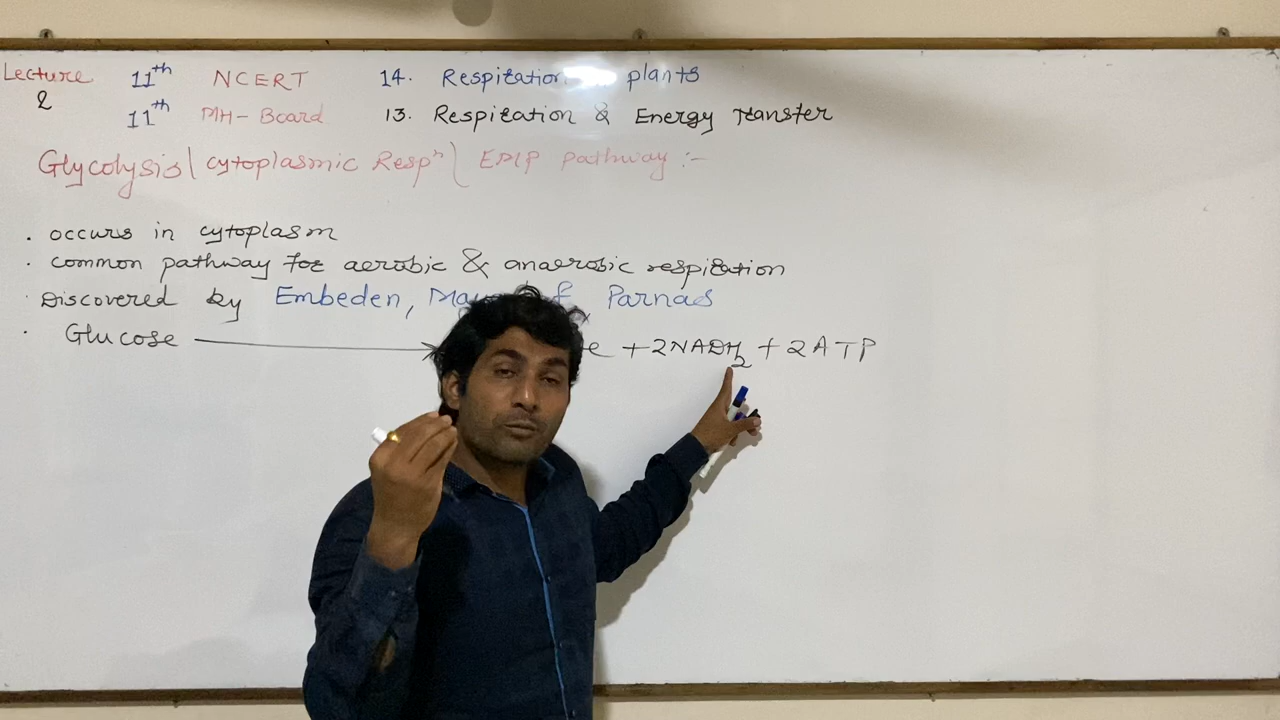 Lecture 11th NCERT 14. Respiration plants
2 11th MH-Board 13. Respiration & Energy Transfer
Glycolysis \ cytoplasmic Respn \ EMP pathway :-
. occurs in cytoplasm
. common pathway for aerobic & anaerobic respiration
. Discovered by Embeden, Parnas
. Glucose + 2NADH2 + 2ATP